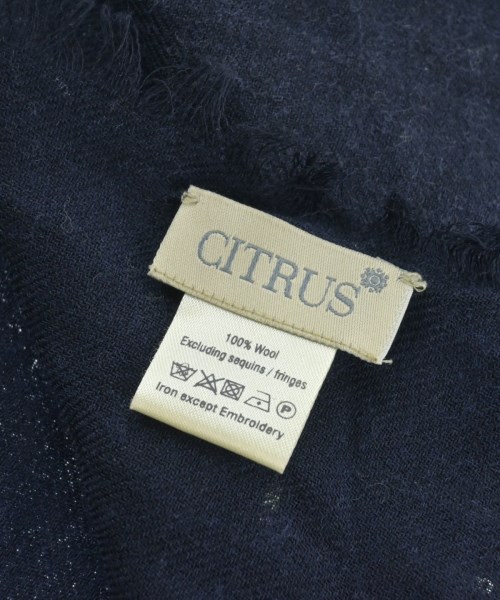 CITRUS
100% Wool
Excluding sequins / fringes
P
Iron except Embroidery